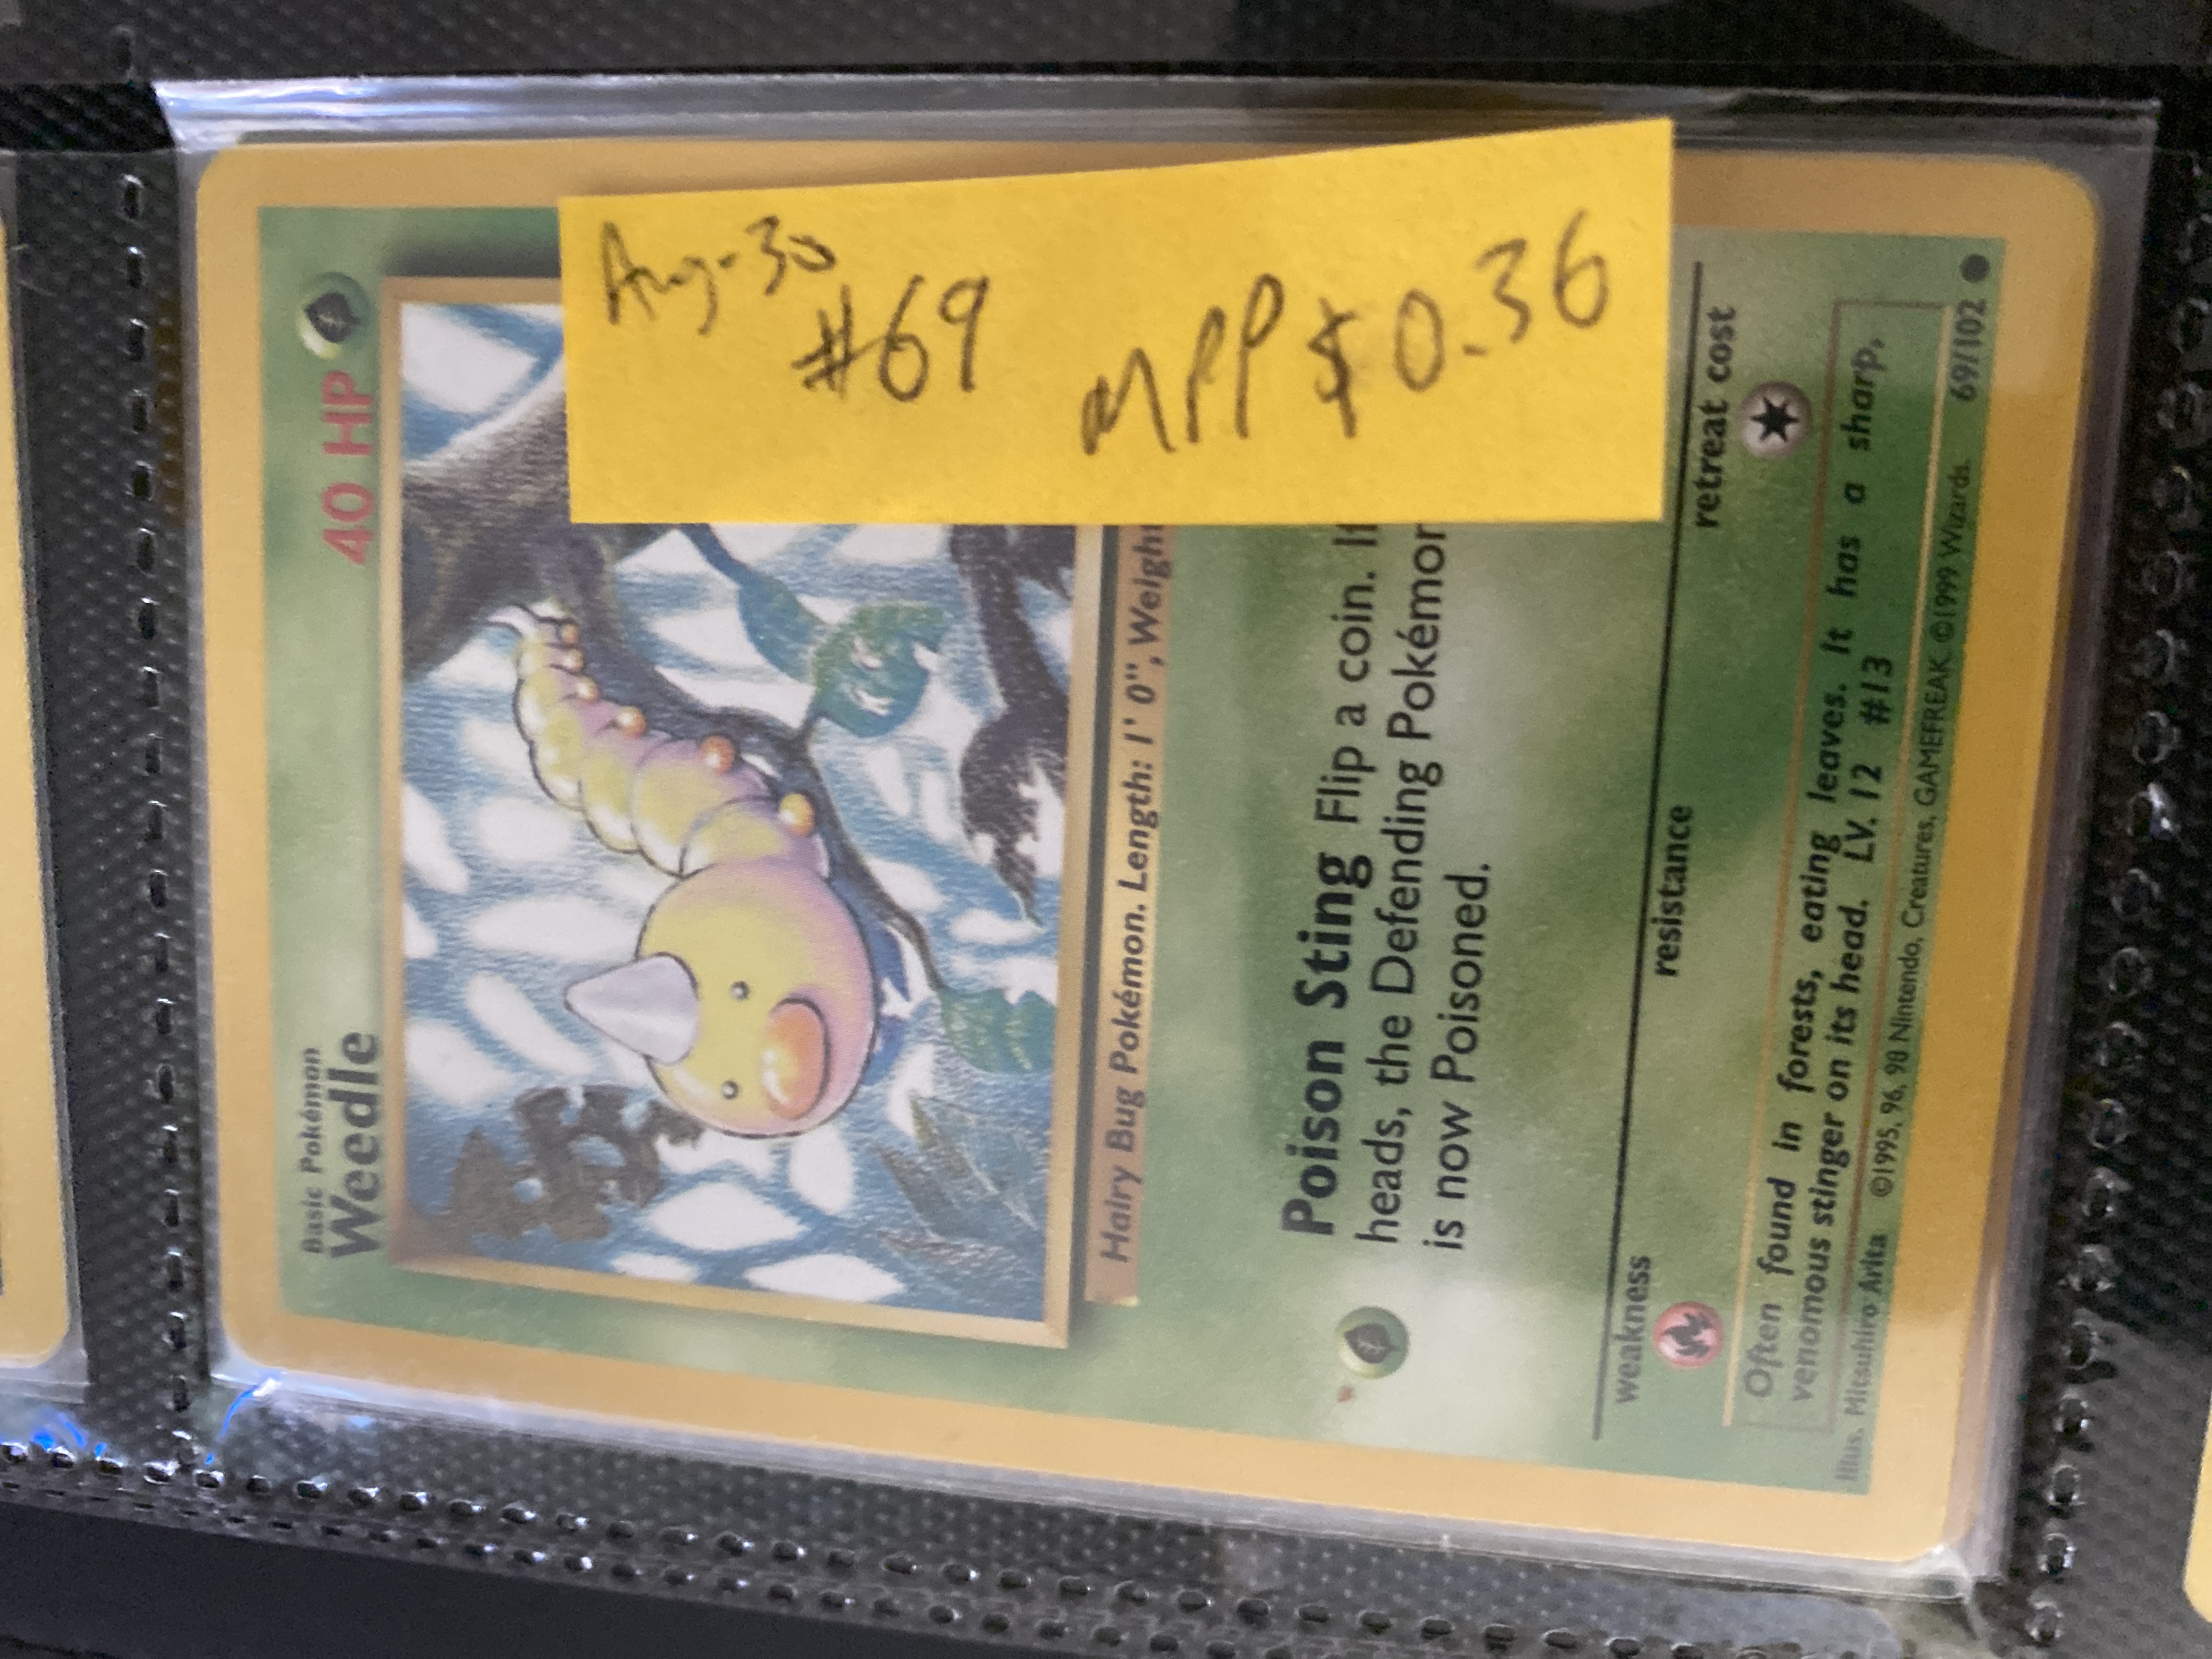 Basic Pokémon
Weedle
40 HP
Aug-30
#69
MPP $0.36
Hairy Bug Pokémon. Length: 1' 0", Weight
Poison Sting Flip a coin. If
heads, the Defending Pokémon
is now Poisoned.
weakness
resistance
retreat cost
Often found in forests, eating leaves. It has a sharp,
venomous stinger on its head. LV. 12 #13
Illus. Mitsuhiro Arita ©1995, 96, 98 Nintendo, Creatures, GAMEFREAK. ©1999 Wizards. 69/102